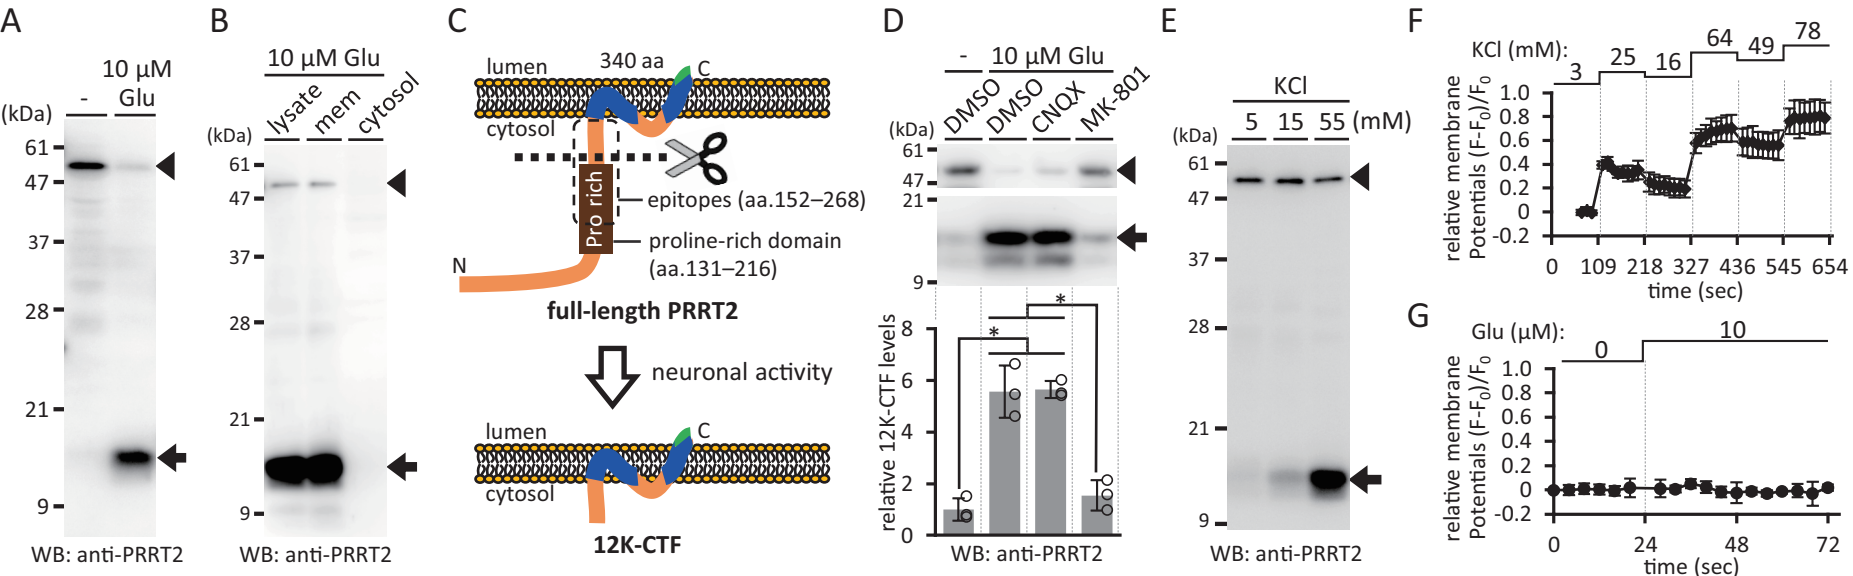 A
10 μM
- Glu
(kDa)
61
47
37
28
21
9
WB: anti-PRRT2
B
10 μM Glu
lysate mem cytosol
(kDa)
61
47
37
28
21
9
WB: anti-PRRT2
C
lumen 340 aa C
cytosol
Pro rich
epitopes (aa.152–268)
proline-rich domain
(aa.131–216)
N
full-length PRRT2
neuronal activity
lumen C
cytosol
12K-CTF
D
- 10 μM Glu
DMSO DMSO CNQX MK-801
(kDa)
61
47
21
9
relative 12K-CTF levels
8
6
4
2
0
* *
WB: anti-PRRT2
E
KCl
5 15 55 (mM)
(kDa)
61
47
37
28
21
9
WB: anti-PRRT2
F
KCl (mM):
3 25 16 64 49 78
relative membrane
Potentials (F-F0)/F0
1.0
0.8
0.6
0.4
0.2
0
-0.2
0 109 218 327 436 545 654
time (sec)
G
Glu (μM): 0 10
relative membrane
Potentials (F-F0)/F0
1.0
0.8
0.6
0.4
0.2
0
-0.2
0 24 48 72
time (sec)